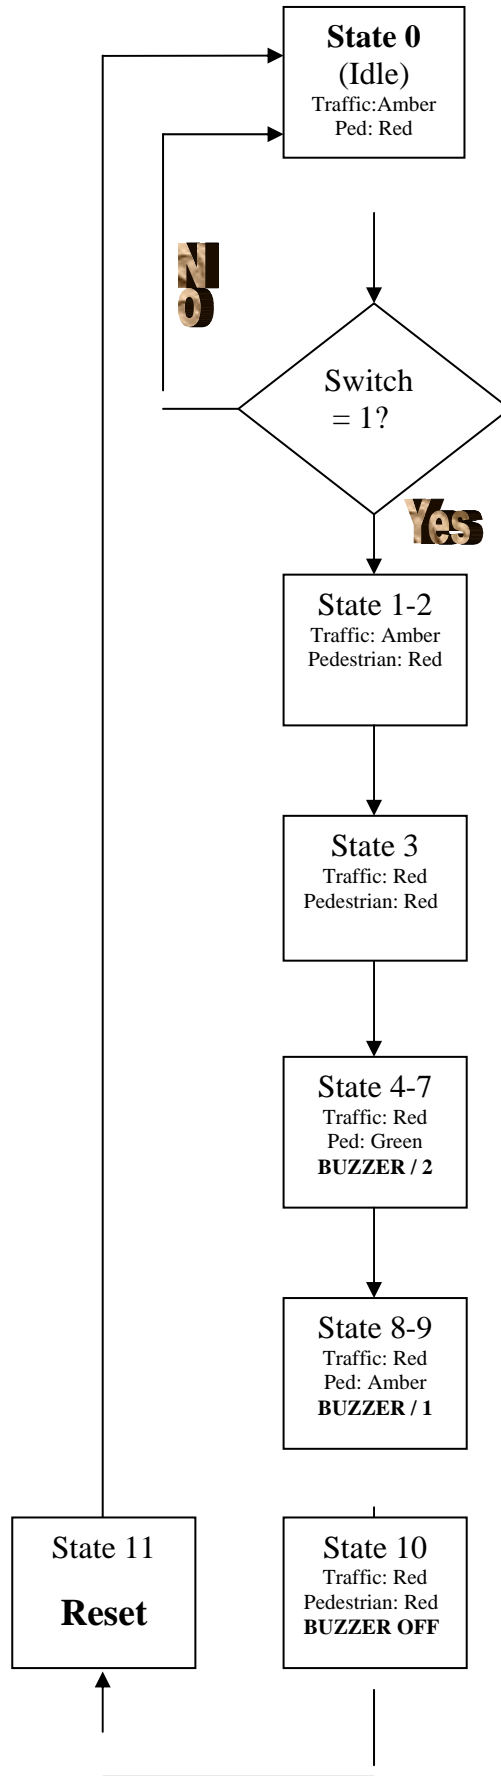 State 0
(Idle)
Traffic:Amber
Ped: Red
No
Switch
= 1?
Yes
State 1-2
Traffic: Amber
Pedestrian: Red
State 3
Traffic: Red
Pedestrian: Red
State 4-7
Traffic: Red
Ped: Green
BUZZER / 2
State 8-9
Traffic: Red
Ped: Amber
BUZZER / 1
State 11
Reset
State 10
Traffic: Red
Pedestrian: Red
BUZZER OFF